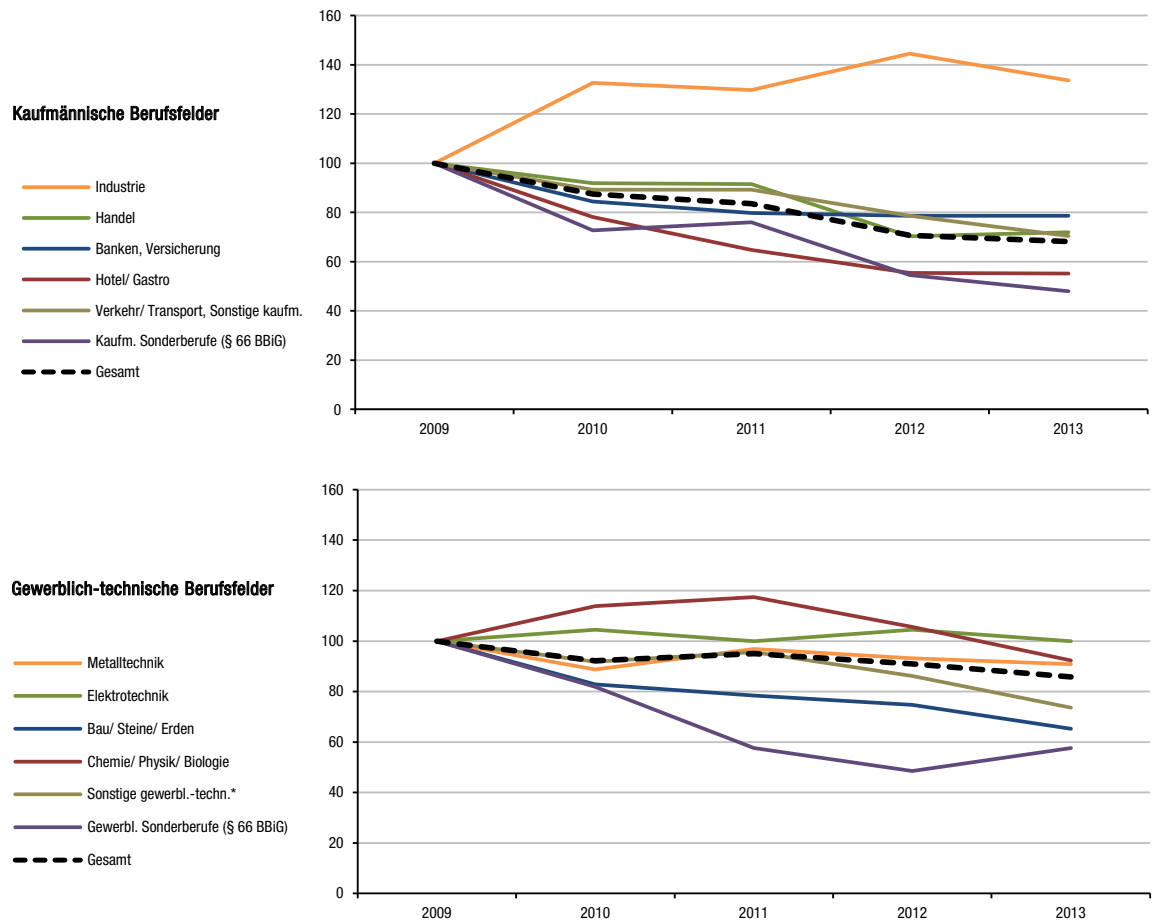 Kaufmännische Berufsfelder
Industrie
Handel
Banken, Versicherung
Hotel/ Gastro
Verkehr/ Transport, Sonstige kaufm.
Kaufm. Sonderberufe (§ 66 BBiG)
Gesamt
160
140
120
100
80
60
40
20
0
2009 2010 2011 2012 2013
Gewerblich-technische Berufsfelder
Metalltechnik
Elektrotechnik
Bau/ Steine/ Erden
Chemie/ Physik/ Biologie
Sonstige gewerbl.-techn.*
Gewerbl. Sonderberufe (§ 66 BBiG)
Gesamt
160
140
120
100
80
60
40
20
0
2009 2010 2011 2012 2013